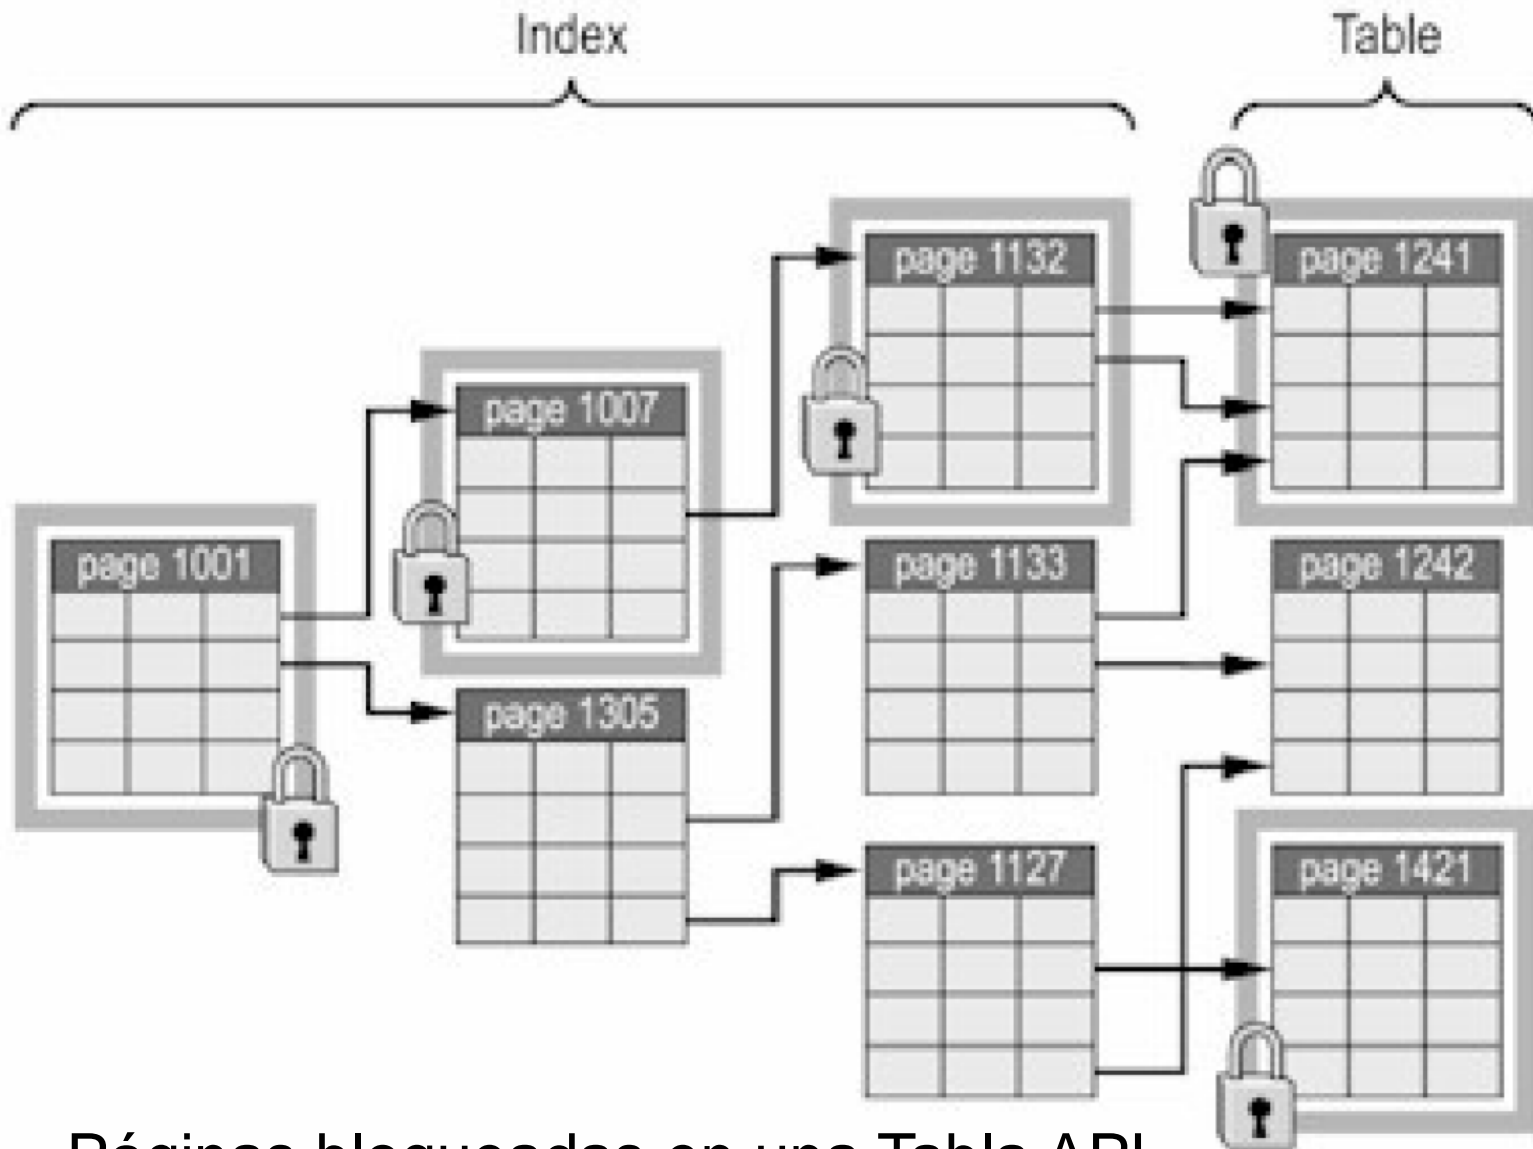 Index
Table
page 1132
page 1241
page 1007
page 1001
page 1133
page 1242
page 1305
page 1127
page 1421
Páginas bloqueadas en una Tabla APL